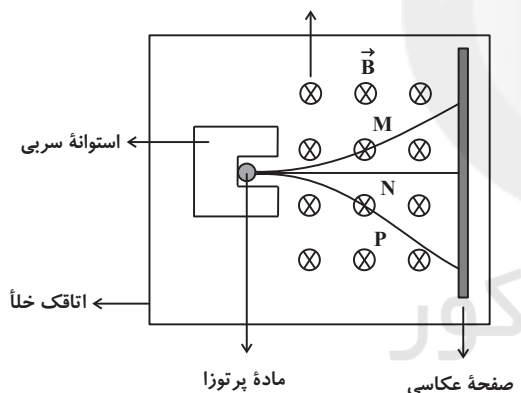 B
M
استوانهٔ سربی
N
P
اتاقک خلأ
مادهٔ پرتوزا
صفحهٔ عکاسی